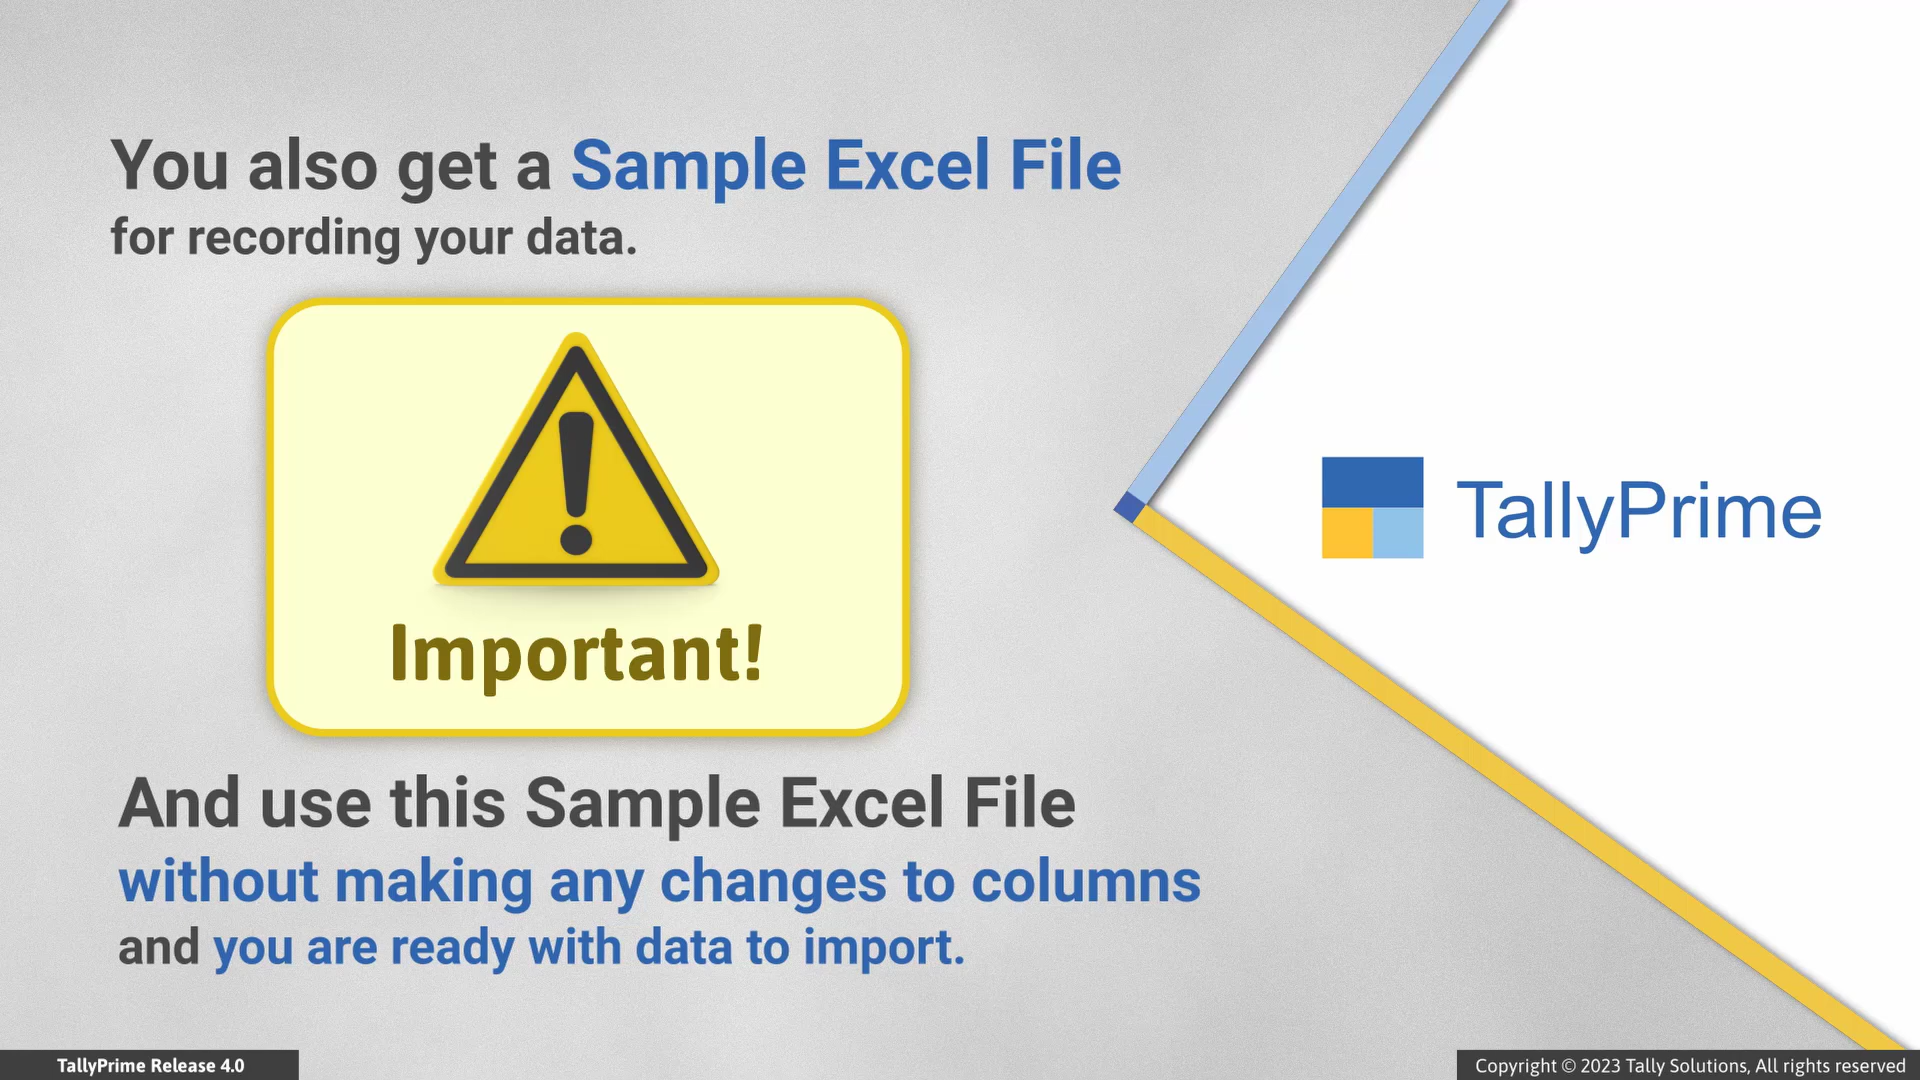 You also get a Sample Excel File
for recording your data.
Important!
TallyPrime
And use this Sample Excel File
without making any changes to columns
and you are ready with data to import.
TallyPrime Release 4.0
Copyright © 2023 Tally Solutions, All rights reserved